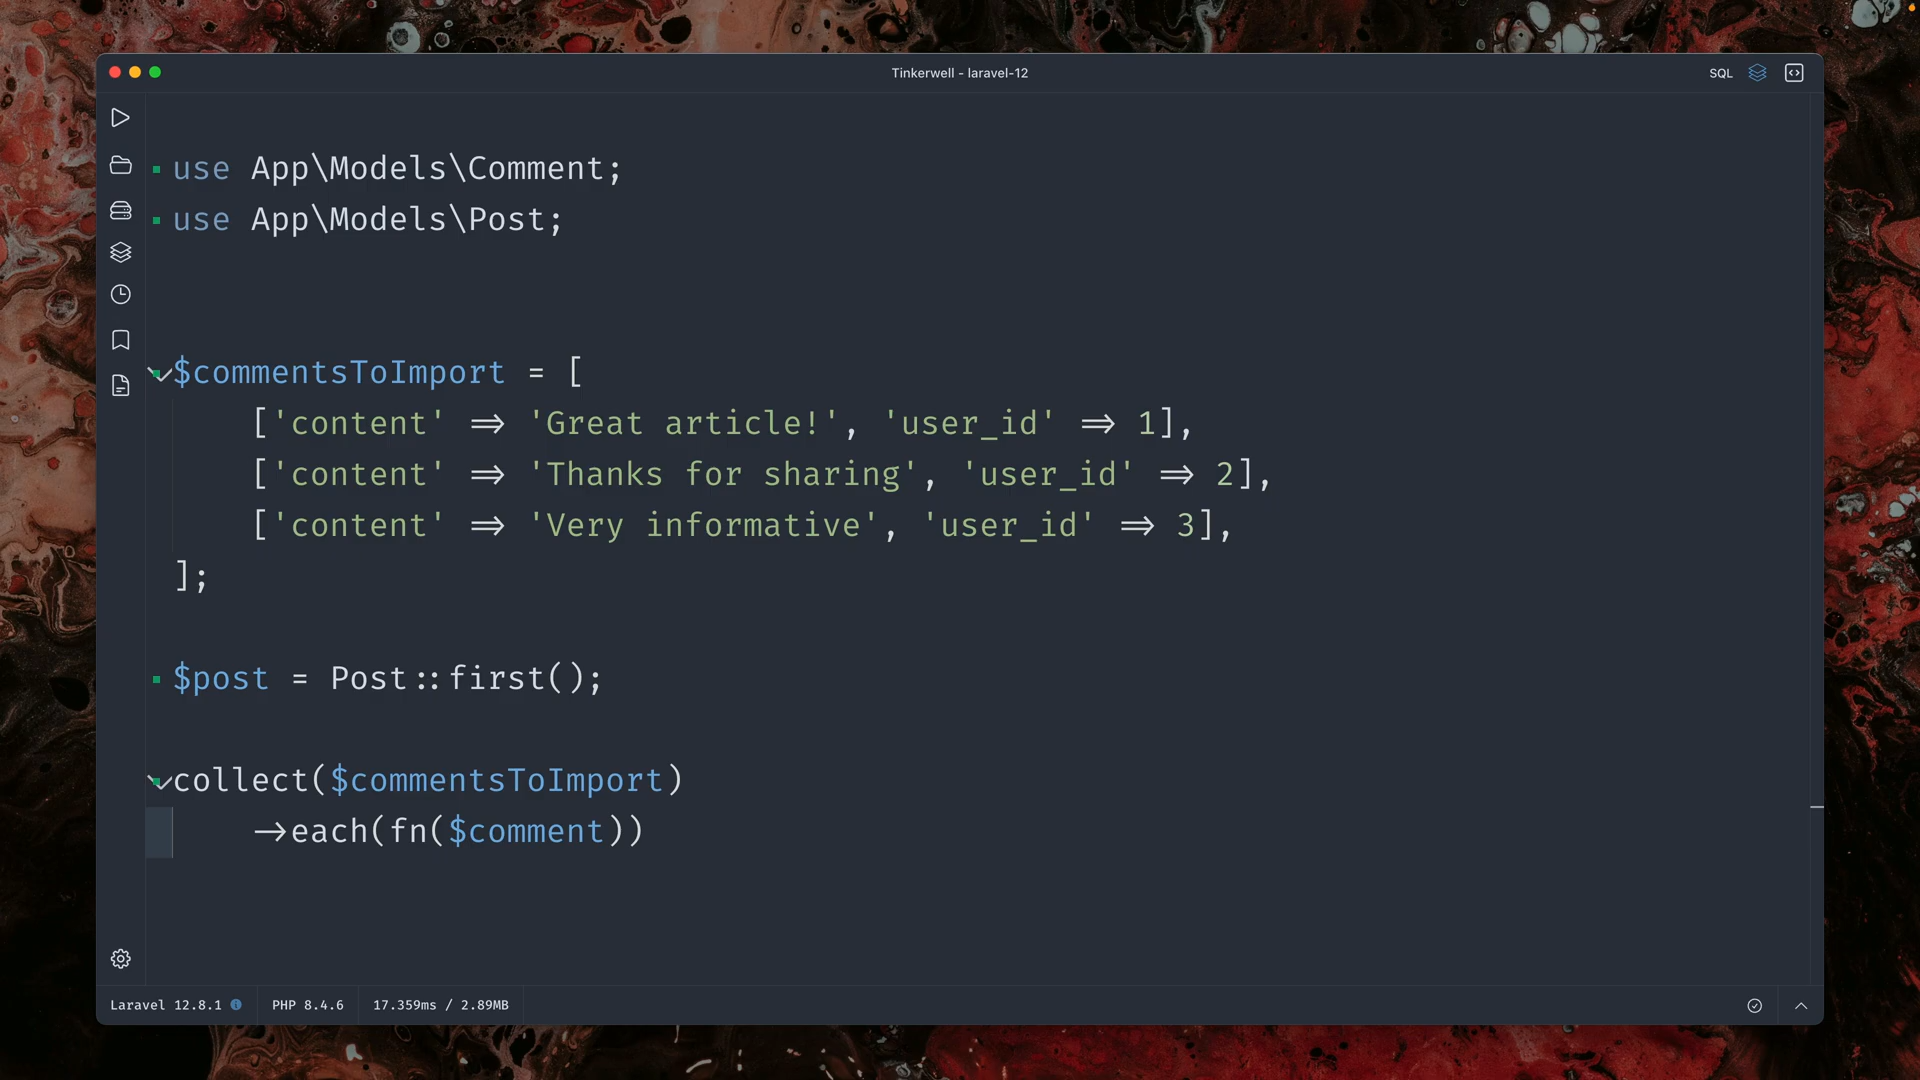 Tinkerwell - laravel-12
SQL
use App\Models\Comment;
use App\Models\Post;
$commentsToImport = [
['content' => 'Great article!', 'user_id' => 1],
['content' => 'Thanks for sharing', 'user_id' => 2],
['content' => 'Very informative', 'user_id' => 3],
];
$post = Post::first();
collect($commentsToImport)
->each(fn($comment))
Laravel 12.8.1
PHP 8.4.6
17.359ms / 2.89MB